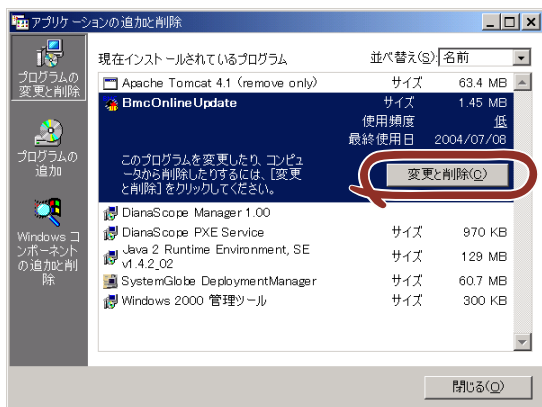 アプリケーションの追加と削除
プログラムの
変更と削除
プログラムの
追加
Windows コ
ンポーネント
の追加と削
除
現在インストールされているプログラム
並べ替え(S): 名前
Apache Tomcat 4.1 (remove only) サイズ 63.4 MB
BmcOnlineUpdate サイズ 1.45 MB
使用頻度 低
最終使用日 2004/07/08
このプログラムを変更したり、コンピュ
ータから削除したりするには、[変更
と削除] をクリックしてください。
変更と削除(C)
DianaScope Manager 1.00
DianaScope PXE Service サイズ 970 KB
Java 2 Runtime Environment, SE
v1.4.2_02 サイズ 129 MB
SystemGlobe DeploymentManager サイズ 60.7 MB
Windows 2000 管理ツール サイズ 300 KB
閉じる(O)